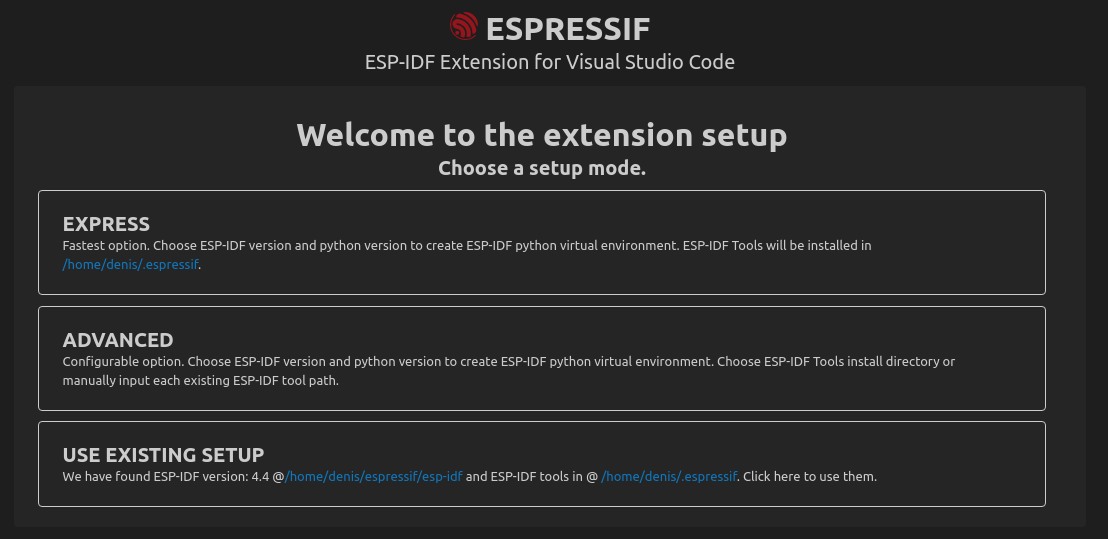 ESPRESSIF
ESP-IDF Extension for Visual Studio Code
Welcome to the extension setup
Choose a setup mode.
EXPRESS
Fastest option. Choose ESP-IDF version and python version to create ESP-IDF python virtual environment. ESP-IDF Tools will be installed in
/home/denis/.espressif.
ADVANCED
Configurable option. Choose ESP-IDF version and python version to create ESP-IDF python virtual environment. Choose ESP-IDF Tools install directory or
manually input each existing ESP-IDF tool path.
USE EXISTING SETUP
We have found ESP-IDF version: 4.4 @/home/denis/espressif/esp-idf and ESP-IDF tools in @ /home/denis/.espressif. Click here to use them.